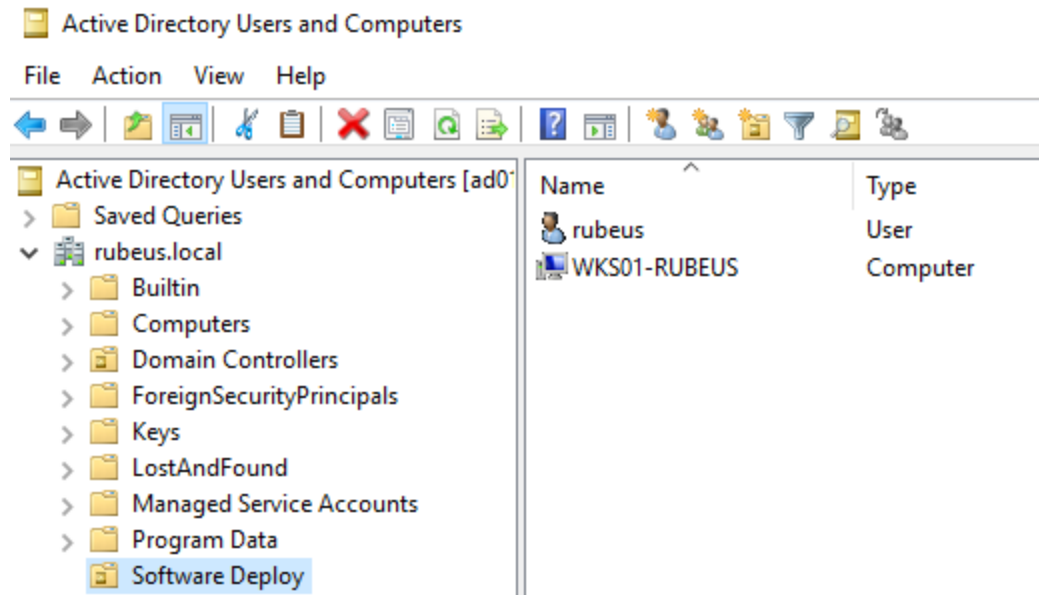 Active Directory Users and Computers
File Action View Help
Active Directory Users and Computers [ad01
Saved Queries
rubeus.local
Builtin
Computers
Domain Controllers
ForeignSecurityPrincipals
Keys
LostAndFound
Managed Service Accounts
Program Data
Software Deploy
Name Type
rubeus User
WKS01-RUBEUS Computer